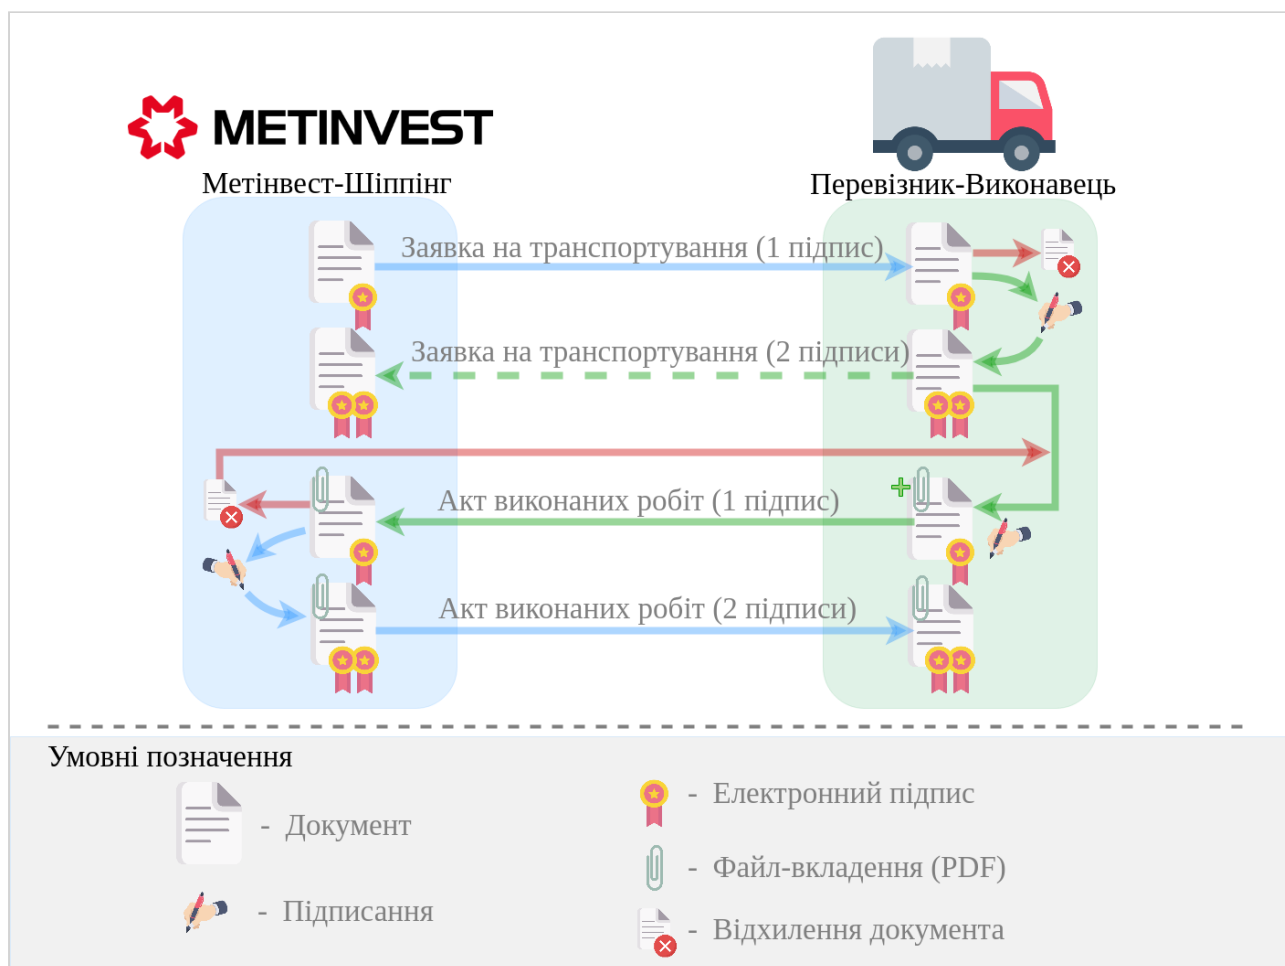 METINVEST
Метінвест-Шіппінг
Перевізник-Виконавець
Заявка на транспортування (1 підпис)
Заявка на транспортування (2 підписи)
Акт виконаних робіт (1 підпис)
Акт виконаних робіт (2 підписи)
Умовні позначення
- Документ
- Підписання
- Електронний підпис
- Файл-вкладення (PDF)
- Відхилення документа